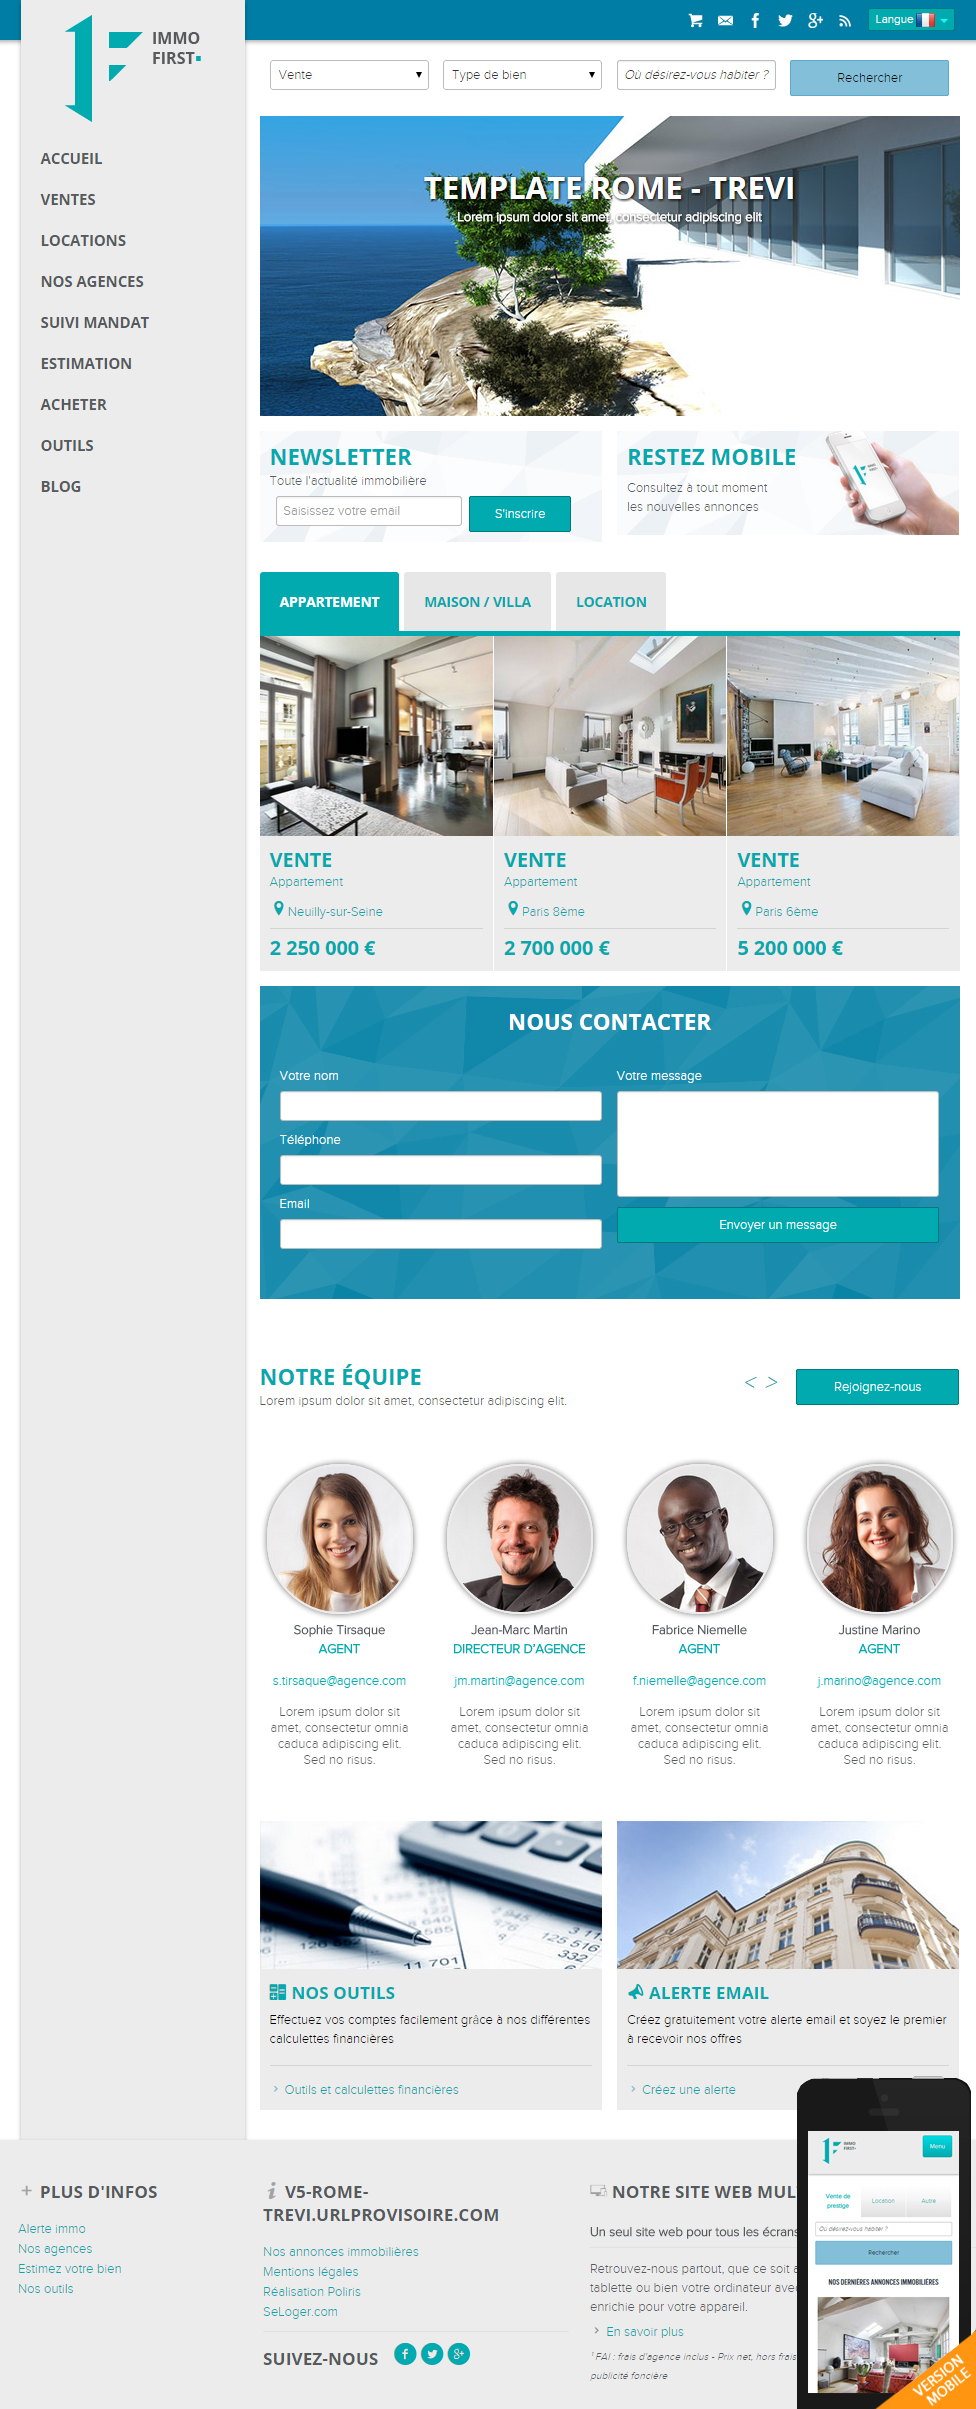 IMMO
FIRST
Langue
Vente
Type de bien
Où désirez-vous habiter ?
Rechercher
ACCUEIL
VENTES
LOCATIONS
NOS AGENCES
SUIVI MANDAT
ESTIMATION
ACHETER
OUTILS
BLOG
TEMPLATE ROME - TREVI
Lorem ipsum dolor sit amet, consectetur adipiscing elit
NEWSLETTER
Toute l'actualité immobilière
Saisissez votre email
S'inscrire
RESTEZ MOBILE
Consultez à tout moment
les nouvelles annonces
APPARTEMENT
MAISON / VILLA
LOCATION
VENTE
Appartement
Neuilly-sur-Seine
2 250 000 €
VENTE
Appartement
Paris 8ème
2 700 000 €
VENTE
Appartement
Paris 6ème
5 200 000 €
NOUS CONTACTER
Votre nom
Téléphone
Email
Votre message
Envoyer un message
NOTRE ÉQUIPE
Lorem ipsum dolor sit amet, consectetur adipiscing elit.
< >
Rejoignez-nous
Sophie Tirsaque
AGENT
s.tirsaque@agence.com
Lorem ipsum dolor sit
amet, consectetur omnia
caduca adipiscing elit.
Sed no risus.
Jean-Marc Martin
DIRECTEUR D'AGENCE
jm.martin@agence.com
Lorem ipsum dolor sit
amet, consectetur omnia
caduca adipiscing elit.
Sed no risus.
Fabrice Niemelle
AGENT
f.niemelle@agence.com
Lorem ipsum dolor sit
amet, consectetur omnia
caduca adipiscing elit.
Sed no risus.
Justine Marino
AGENT
j.marino@agence.com
Lorem ipsum dolor sit
amet, consectetur omnia
caduca adipiscing elit.
Sed no risus.
NOS OUTILS
Effectuez vos comptes facilement grâce à nos différentes
calculettes financières
> Outils et calculettes financières
ALERTE EMAIL
Créez gratuitement votre alerte email et soyez le premier
à recevoir nos offres
> Créez une alerte
+ PLUS D'INFOS
Alerte immo
Nos agences
Estimez votre bien
Nos outils
V5-ROME-
TREVI.URLPROVISOIRE.COM
Nos annonces immobilières
Mentions légales
Réalisation Poliris
SeLoger.com
SUIVEZ-NOUS
NOTRE SITE WEB MUL
Un seul site web pour tous les écrans
Retrouvez-nous partout, que ce soit
tablette ou bien votre ordinateur avec
enrichie pour votre appareil.
> En savoir plus
¹ FAI : frais d'agence inclus - Prix net, hors frais
publicité foncière
IMMO
FIRST
Menu
Vente de
prestige
Location
Autre
Où désirez-vous habiter ?
Rechercher
NOS DERNIÈRES ANNONCES IMMOBILIÈRES
VERSION
MOBILE